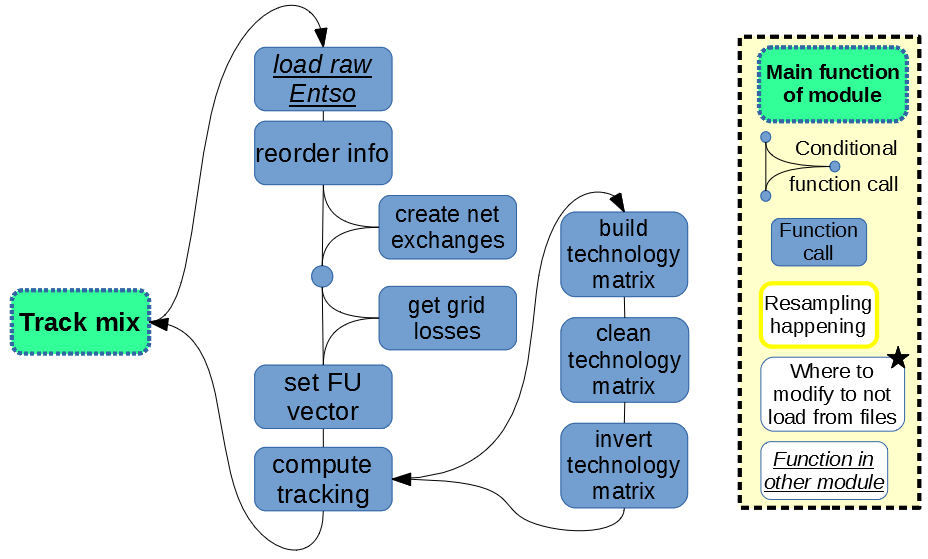 load raw
Entso
reorder info
create net
exchanges
get grid
losses
Track mix
set FU
vector
compute
tracking
build
technology
matrix
clean
technology
matrix
invert
technology
matrix
Main function
of module
Conditional
function call
Function
call
Resampling
happening
Where to
modify to not
load from files
Function in
other module